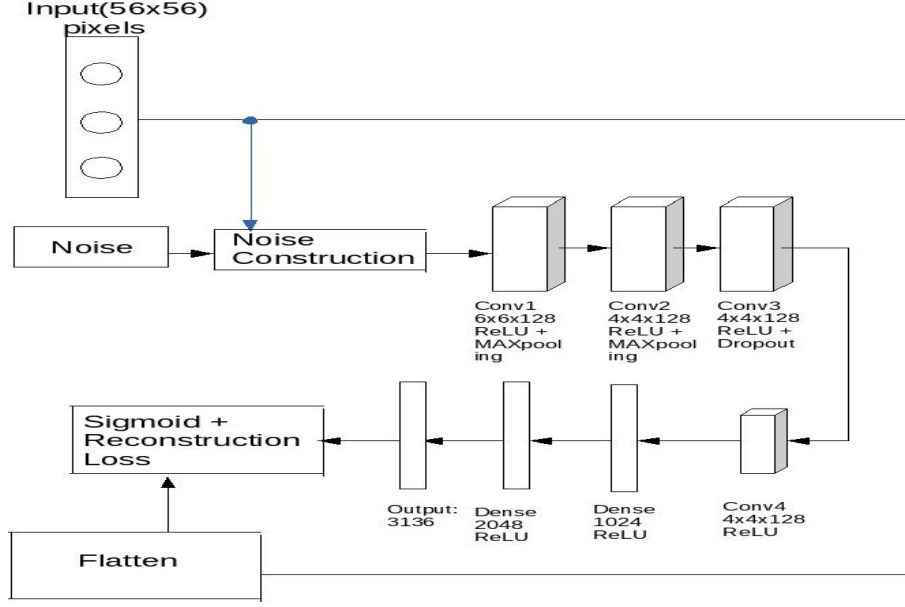 Input(56x56)
pixels
Noise
Noise
Construction
Conv1
6x6x128
ReLU +
MAXpool
ing
Conv2
4x4x128
ReLU +
MAXpool
ing
Conv3
4x4x128
ReLU +
Dropout
Sigmoid +
Reconstruction
Loss
Output:
3136
Dense
2048
ReLU
Dense
1024
ReLU
Conv4
4x4x128
ReLU
Flatten